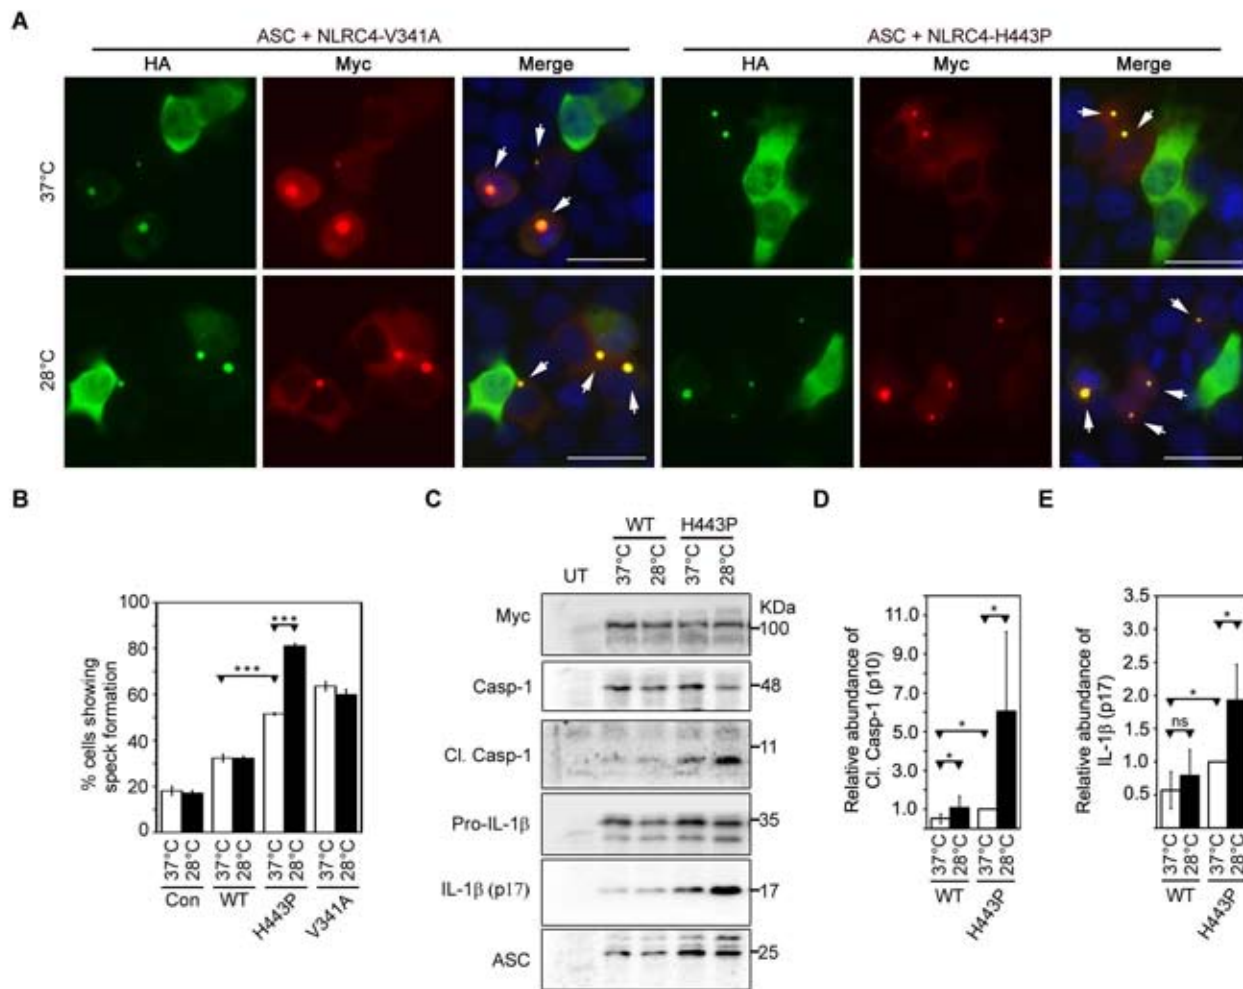 A
ASC + NLRC4-V341A
ASC + NLRC4-H443P
HA Myc Merge HA Myc Merge
37°C
28°C
B
% cells showing
speck formation
100
80
60
40
20
0
***
***
37°C 28°C 37°C 28°C 37°C 28°C 37°C 28°C
Con WT H443P V341A
C
WT H443P
UT 37°C 28°C 37°C 28°C
KDa
Myc 100
Casp-1 48
Cl. Casp-1 11
Pro-IL-1β 35
IL-1β (p17) 17
ASC 25
D
Relative abundance of
Cl. Casp-1 (p10)
11.0
9.0
7.0
5.0
3.0
1.0
*
*
*
37°C 28°C 37°C 28°C
WT H443P
E
Relative abundance of
IL-1β (p17)
3.5
3.0
2.5
2.0
1.5
1.0
0.5
*
*
ns
37°C 28°C 37°C 28°C
WT H443P